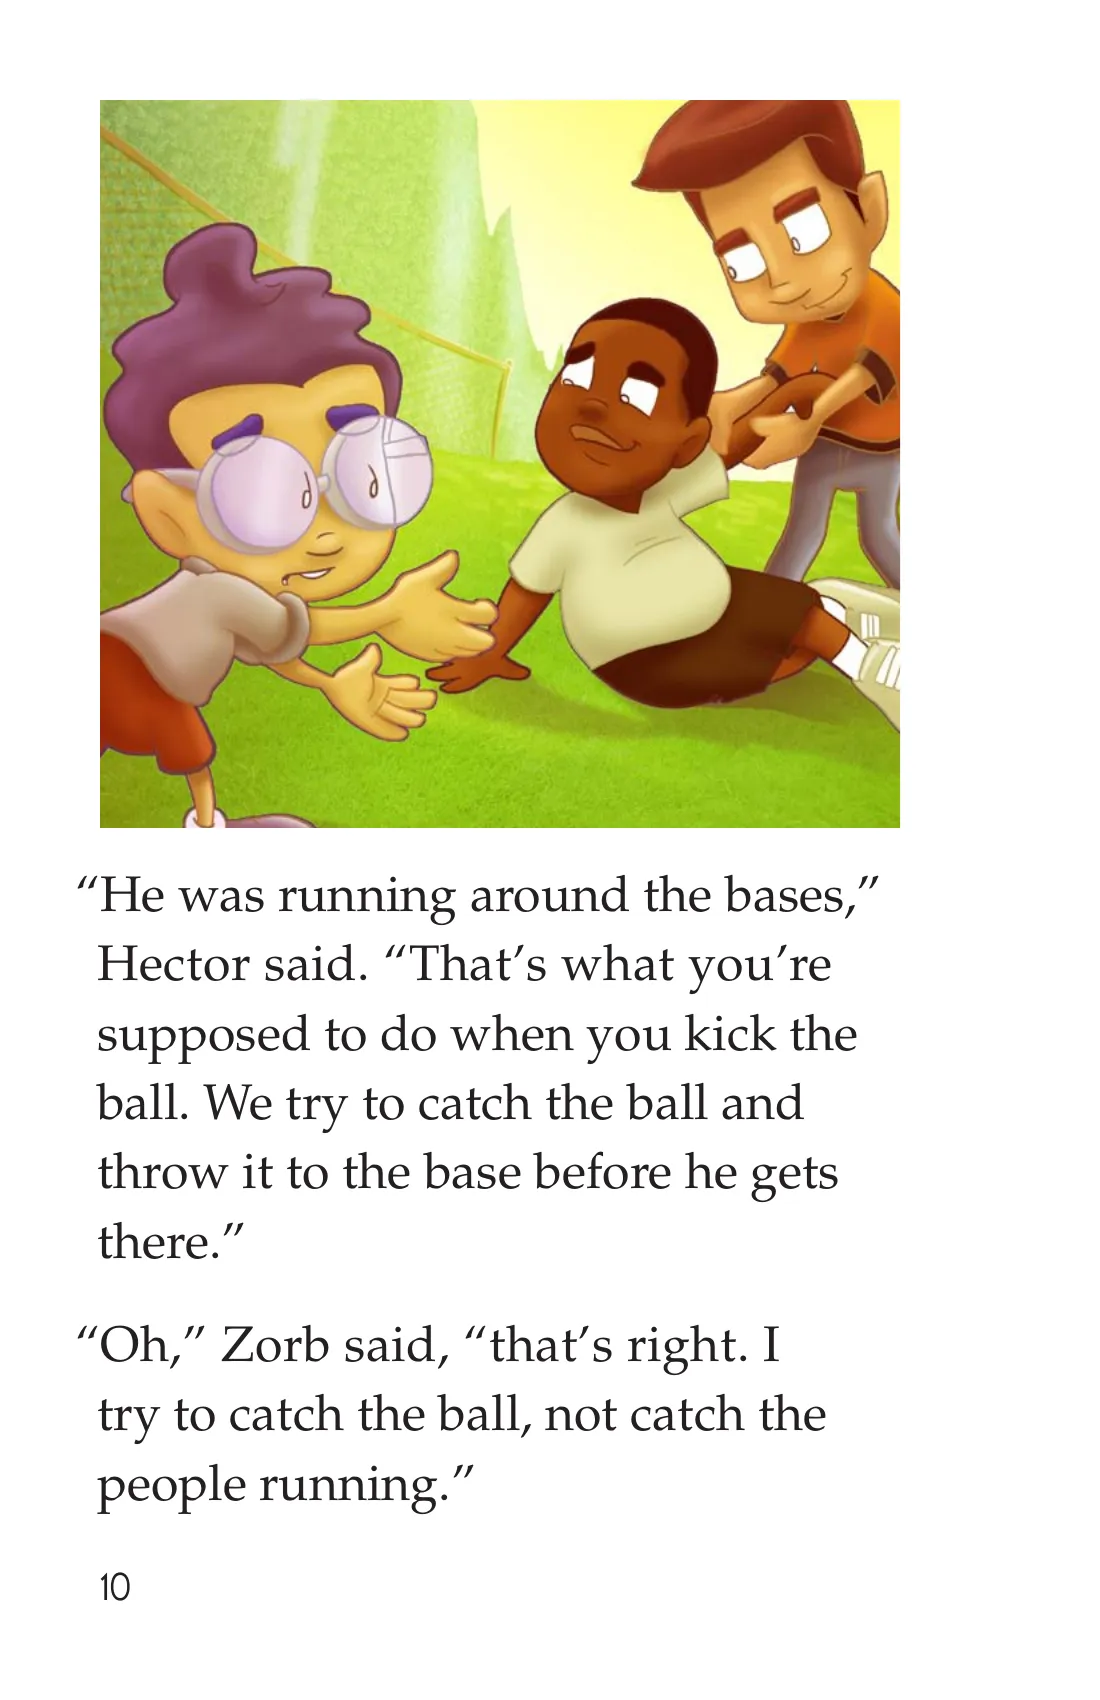 “He was running around the bases,”
Hector said. “That’s what you’re
supposed to do when you kick the
ball. We try to catch the ball and
throw it to the base before he gets
there.”
“Oh,” Zorb said, “that’s right. I
try to catch the ball, not catch the
people running.”
10